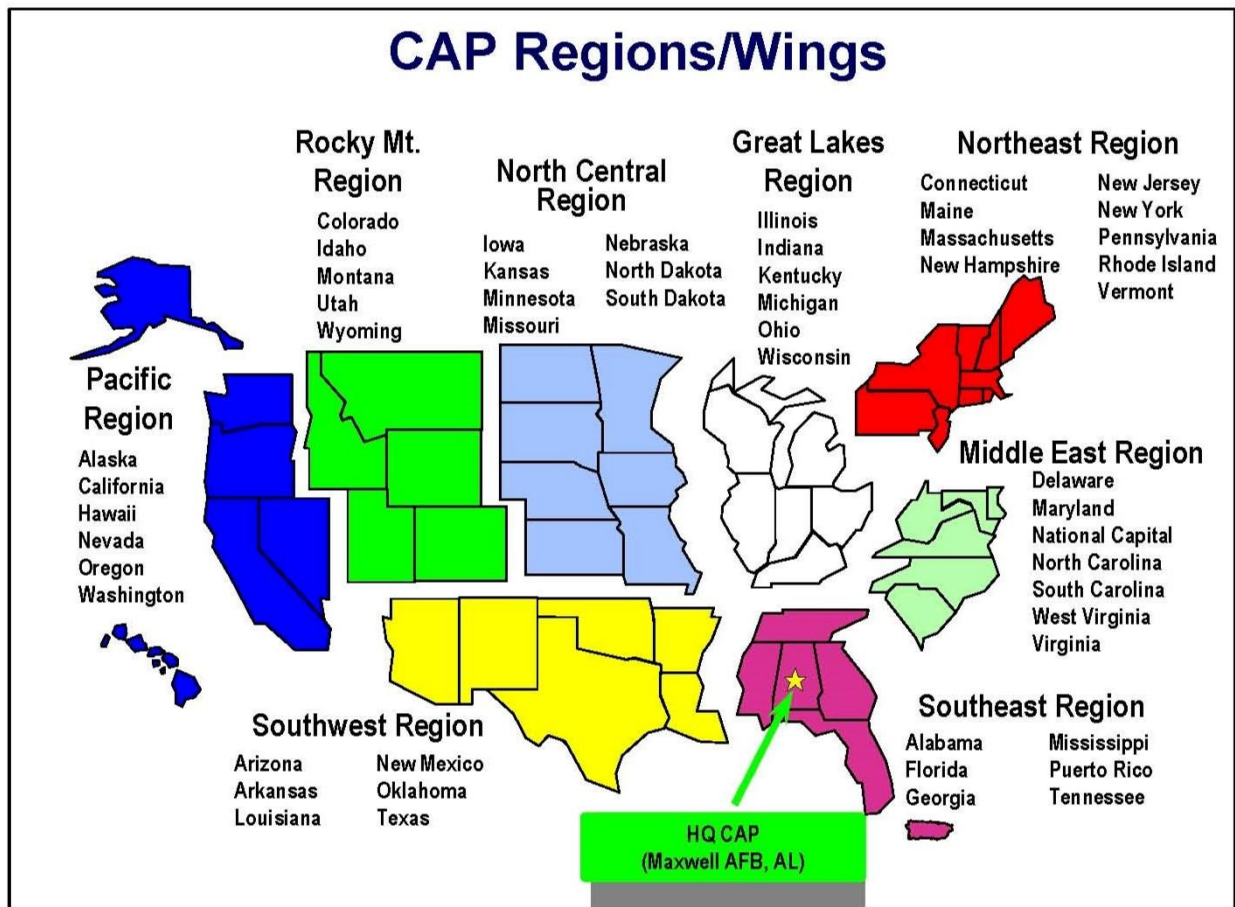 CAP Regions/Wings
Rocky Mt.
Region
Colorado
Idaho
Montana
Utah
Wyoming
North Central
Region
Iowa
Kansas
Minnesota
Missouri
Nebraska
North Dakota
South Dakota
Great Lakes
Region
Illinois
Indiana
Kentucky
Michigan
Ohio
Wisconsin
Northeast Region
Connecticut
Maine
Massachusetts
New Hampshire
New Jersey
New York
Pennsylvania
Rhode Island
Vermont
Pacific
Region
Alaska
California
Hawaii
Nevada
Oregon
Washington
Middle East Region
Delaware
Maryland
National Capital
North Carolina
South Carolina
West Virginia
Virginia
Southwest Region
Arizona
Arkansas
Louisiana
New Mexico
Oklahoma
Texas
Southeast Region
Alabama
Florida
Georgia
Mississippi
Puerto Rico
Tennessee
HQ CAP
(Maxwell AFB, AL)